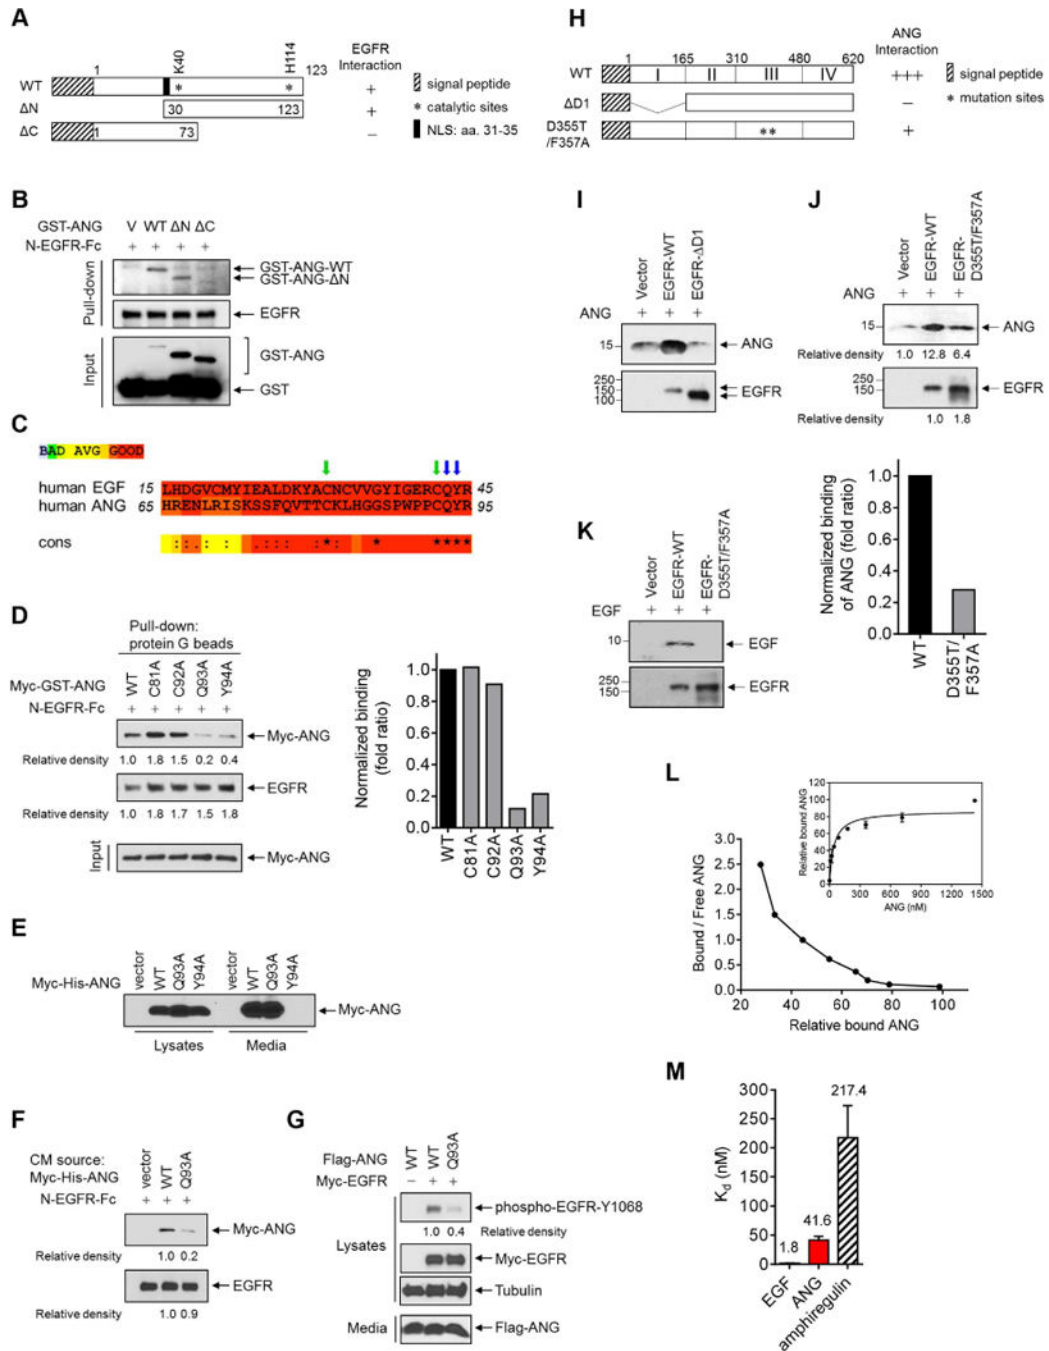 A
1
K40
H114
123
EGFR
Interaction
WT
*
*
+
signal peptide
ΔN
30
123
+
* catalytic sites
ΔC
1
73
–
NLS: aa. 31-35
H
1
165
310
480
620
ANG
Interaction
WT
I
II
III
IV
+++
signal peptide
ΔD1
–
* mutation sites
D355T
/F357A
**
+
B
GST-ANG V WT ΔN ΔC
N-EGFR-Fc + + + +
Pull-down
GST-ANG-WT
GST-ANG-ΔN
EGFR
Input
GST-ANG
GST
I
Vector
EGFR-WT
EGFR-ΔD1
ANG + + +
15
ANG
250
150
100
EGFR
J
Vector
EGFR-WT
EGFR-
D355T/F357A
ANG + + +
15
ANG
Relative density 1.0 12.8 6.4
250
150
EGFR
Relative density 1.0 1.8
Normalized binding
of ANG (fold ratio)
1.0
0.8
0.6
0.4
0.2
0.0
WT
D355T/
F357A
C
BAD AVG GOOD
human EGF 15 LHDGVCMYIEALDKYACNCVVGYIGERCQYR 45
human ANG 65 HRENLRISKSSFQVTTCKLHGGSPWPPCQYR 95
cons
K
Vector
EGFR-WT
EGFR-
D355T/F357A
EGF + + +
10
EGF
250
150
EGFR
D
Pull-down:
protein G beads
Myc-GST-ANG WT C81A C92A Q93A Y94A
N-EGFR-Fc + + + + +
Myc-ANG
Relative density 1.0 1.8 1.5 0.2 0.4
EGFR
Relative density 1.0 1.8 1.7 1.5 1.8
Input
Myc-ANG
Normalized binding
(fold ratio)
1.0
0.8
0.6
0.4
0.2
0.0
WT C81A C92A Q93A Y94A
L
Bound / Free ANG
3.0
2.5
2.0
1.5
1.0
0.5
0.0
20 40 60 80 100
Relative bound ANG
Relative bound ANG
120
100
80
60
40
20
0
0 300 600 900 1200 1500
ANG (nM)
E
Myc-His-ANG vector WT Q93A Y94A vector WT Q93A Y94A
Myc-ANG
Lysates
Media
F
CM source:
Myc-His-ANG vector WT Q93A
N-EGFR-Fc + + +
Myc-ANG
Relative density 1.0 0.2
EGFR
Relative density 1.0 0.9
G
Flag-ANG WT WT Q93A
Myc-EGFR – + +
Lysates
phospho-EGFR-Y1068
1.0 0.4 Relative density
Myc-EGFR
Tubulin
Media
Flag-ANG
M
Kd (nM)
300
250
200
150
100
50
0
1.8
41.6
217.4
EGF
ANG
amphiregulin